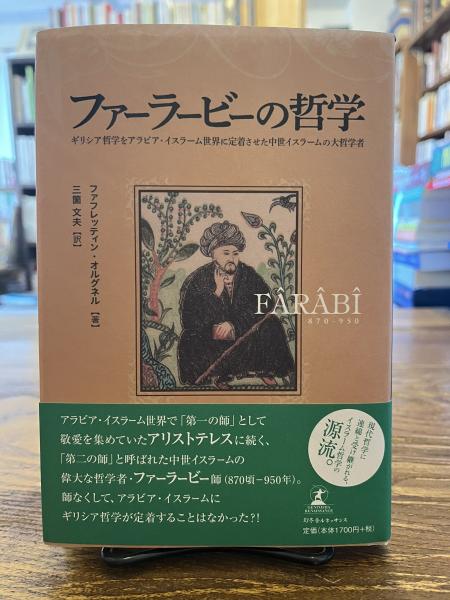 ファーラービーの哲学
ギリシア哲学をアラビア・イスラーム世界に定着させた中世イスラームの大哲学者
ファフレッティン・オルグネル【著】
三箇 文夫【訳】
FÂRÂBÎ
870-950
アラビア・イスラーム世界で「第一の師」として
敬愛を集めていたアリストテレスに続く、
「第二の師」と呼ばれた中世イスラームの
偉大な哲学者・ファーラービー師(870頃−950年)。
師なくして、アラビア・イスラームに
ギリシア哲学が定着することはなかった?!
現代哲学に
連綿と受け継がれる、
イスラーム哲学の
源流。
GENTOSHA
RENAISSANCE
幻冬舎ルネッサンス
定価(本体1700円+税)